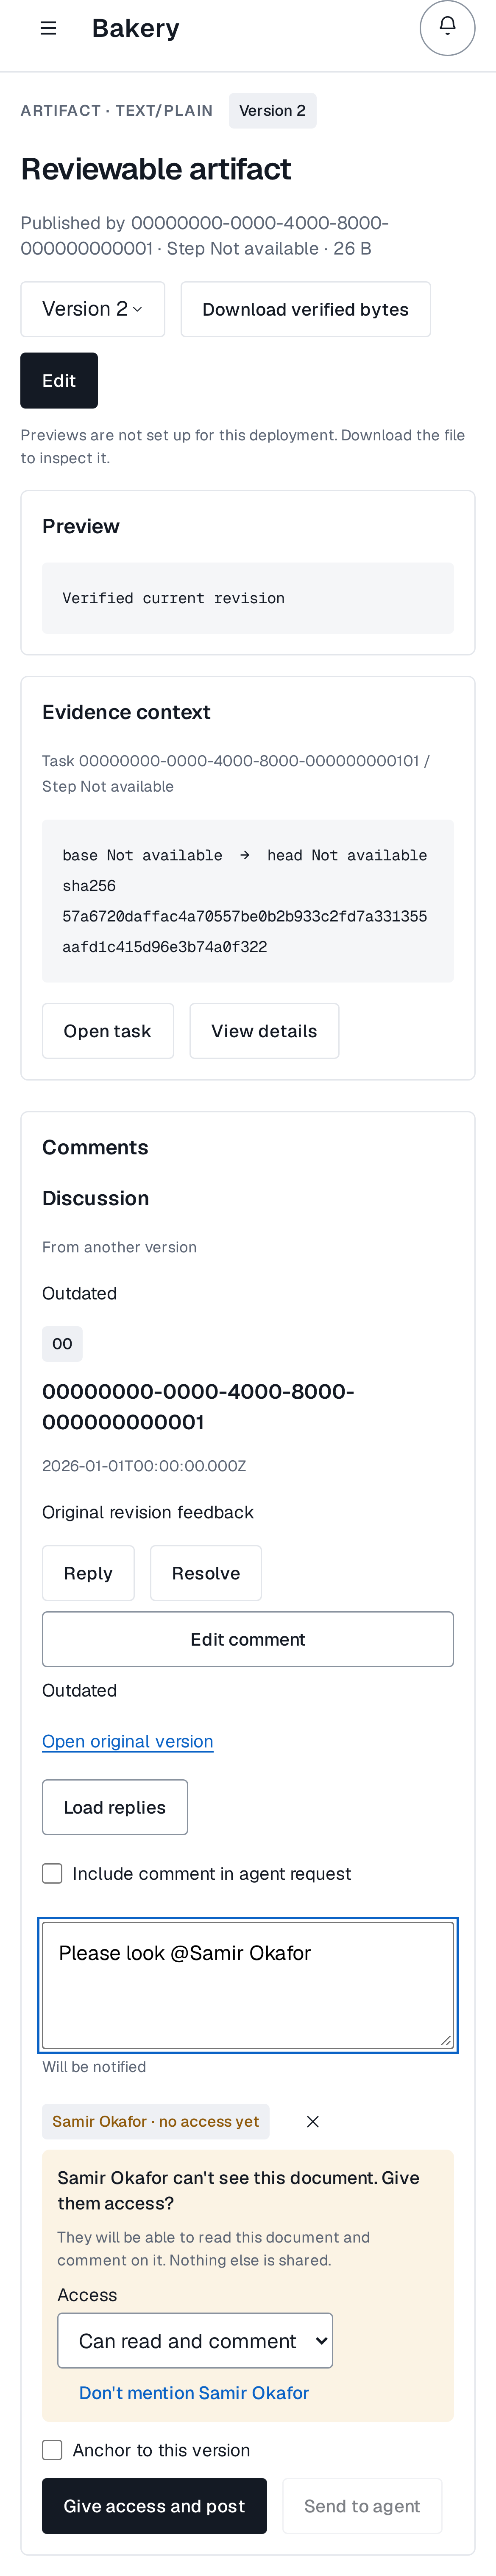 Bakery
ARTIFACT · TEXT/PLAIN Version 2
Reviewable artifact
Published by 00000000-0000-4000-8000-
000000000001 · Step Not available · 26 B
Version 2 Download verified bytes
Edit
Previews are not set up for this deployment. Download the file
to inspect it.
Preview
Verified current revision
Evidence context
Task 00000000-0000-4000-8000-000000000101 /
Step Not available
base Not available → head Not available
sha256
57a6720daffac4a70557be0b2b933c2fd7a331355
aafd1c415d96e3b74a0f322
Open task View details
Comments
Discussion
From another version
Outdated
00
00000000-0000-4000-8000-
000000000001
2026-01-01T00:00:00.000Z
Original revision feedback
Reply Resolve
Edit comment
Outdated
Open original version
Load replies
Include comment in agent request
Please look @Samir Okafor
Will be notified
Samir Okafor · no access yet
Samir Okafor can't see this document. Give
them access?
They will be able to read this document and
comment on it. Nothing else is shared.
Access
Can read and comment
Don't mention Samir Okafor
Anchor to this version
Give access and post Send to agent